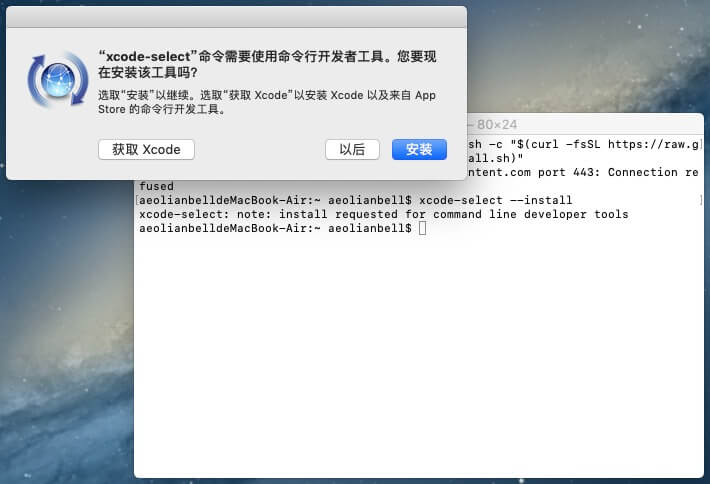 “xcode-select”命令需要使用命令行开发者工具。您要现
在安装该工具吗？
选取“安装”以继续。选取“获取 Xcode”以安装 Xcode 以及来自 App
Store 的命令行开发工具。
获取 Xcode
以后
安装
— 80×24
sh -c "$(curl -fsSL https://raw.g
all.sh)"
ontent.com port 443: Connection re
fused
[aeolianbelldeMacBook-Air:~ aeolianbell$ xcode-select --install ]
xcode-select: note: install requested for command line developer tools
aeolianbelldeMacBook-Air:~ aeolianbell$